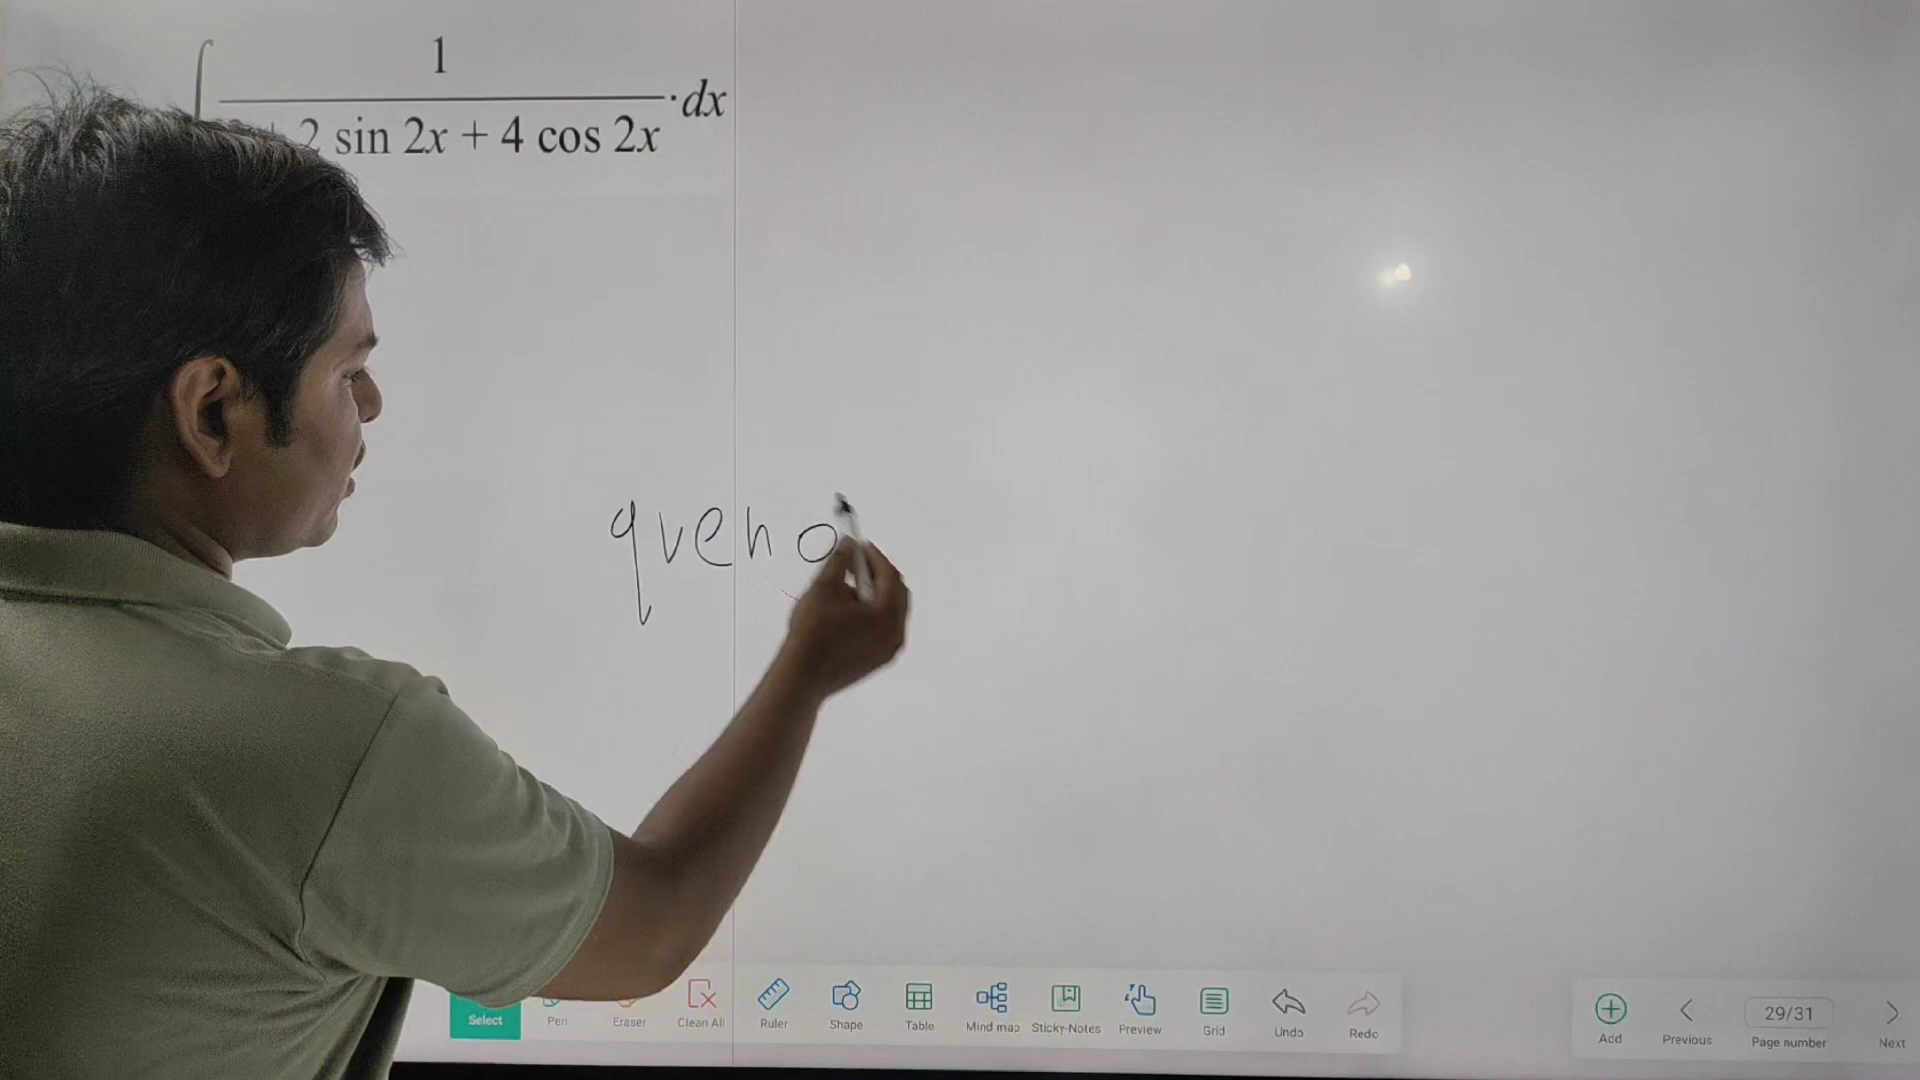 ∫ 1
2 sin 2x + 4 cos 2x ·dx
queno
Select Pen Eraser Clean All Ruler Shape Table Mind map Sticky-Notes Preview Grid Undo Redo
Add Previous 29/31 Page number Next